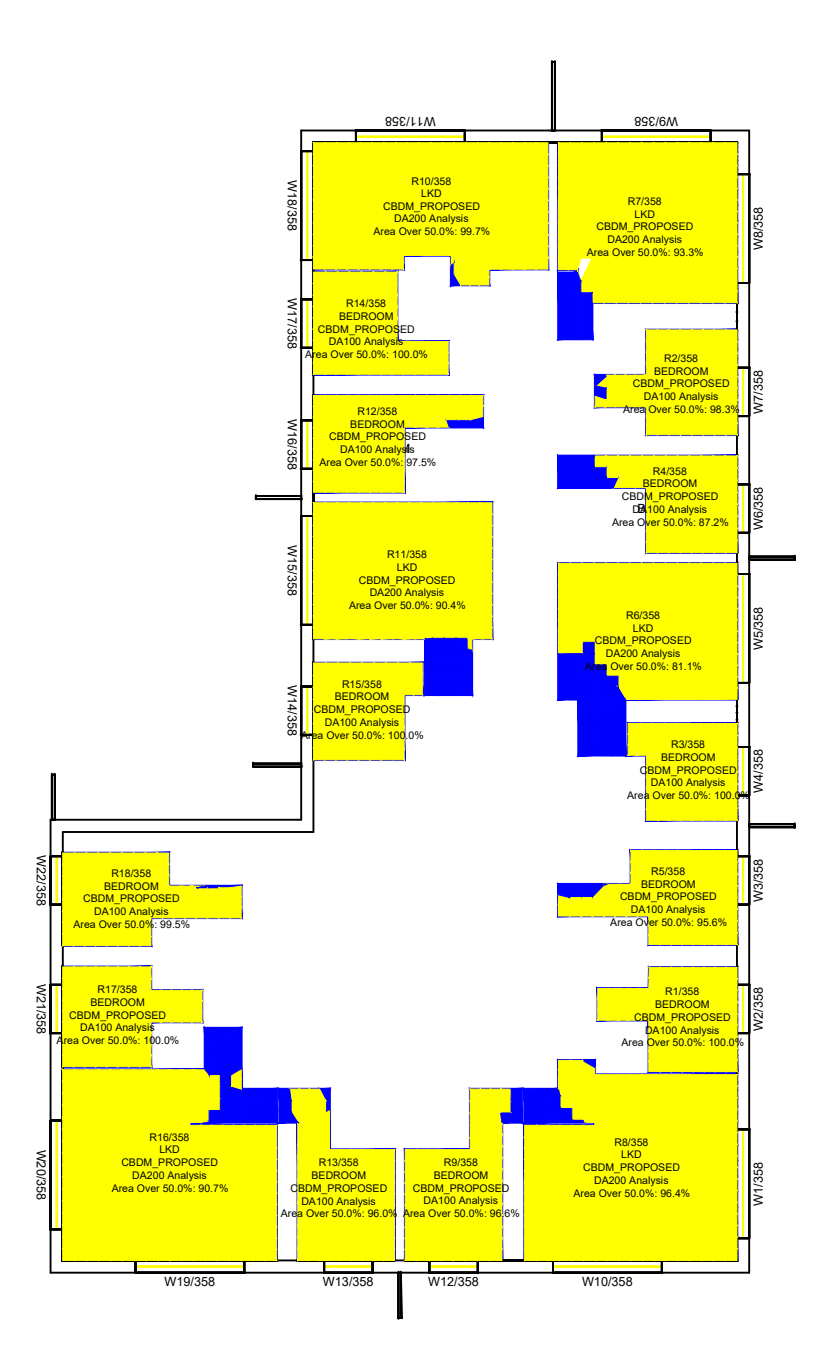 W11/358
W9/358
W18/358
R10/358
LKD
CBDM_PROPOSED
DA200 Analysis
Area Over 50.0%: 99.7%
R7/358
LKD
CBDM_PROPOSED
DA200 Analysis
Area Over 50.0%: 93.3%
W8/358
W17/358
R14/358
BEDROOM
CBDM_PROPOSED
DA100 Analysis
Area Over 50.0%: 100.0%
R2/358
BEDROOM
CBDM_PROPOSED
DA100 Analysis
Area Over 50.0%: 98.3%
W7/358
W16/358
R12/358
BEDROOM
CBDM_PROPOSED
DA100 Analysis
Area Over 50.0%: 97.5%
R4/358
BEDROOM
CBDM_PROPOSED
DA100 Analysis
Area Over 50.0%: 87.2%
W6/358
W15/358
R11/358
LKD
CBDM_PROPOSED
DA200 Analysis
Area Over 50.0%: 90.4%
R6/358
LKD
CBDM_PROPOSED
DA200 Analysis
Area Over 50.0%: 81.1%
W5/358
W14/358
R15/358
BEDROOM
CBDM_PROPOSED
DA100 Analysis
Area Over 50.0%: 100.0%
R3/358
BEDROOM
CBDM_PROPOSED
DA100 Analysis
Area Over 50.0%: 100.0%
W4/358
W22/358
R18/358
BEDROOM
CBDM_PROPOSED
DA100 Analysis
Area Over 50.0%: 99.5%
R5/358
BEDROOM
CBDM_PROPOSED
DA100 Analysis
Area Over 50.0%: 95.6%
W3/358
W21/358
R17/358
BEDROOM
CBDM_PROPOSED
DA100 Analysis
Area Over 50.0%: 100.0%
R1/358
BEDROOM
CBDM_PROPOSED
DA100 Analysis
Area Over 50.0%: 100.0%
W2/358
W20/358
R16/358
LKD
CBDM_PROPOSED
DA200 Analysis
Area Over 50.0%: 90.7%
R13/358
BEDROOM
CBDM_PROPOSED
DA100 Analysis
Area Over 50.0%: 96.0%
R9/358
BEDROOM
CBDM_PROPOSED
DA100 Analysis
Area Over 50.0%: 96.6%
R8/358
LKD
CBDM_PROPOSED
DA200 Analysis
Area Over 50.0%: 96.4%
W1/358
W19/358
W13/358
W12/358
W10/358